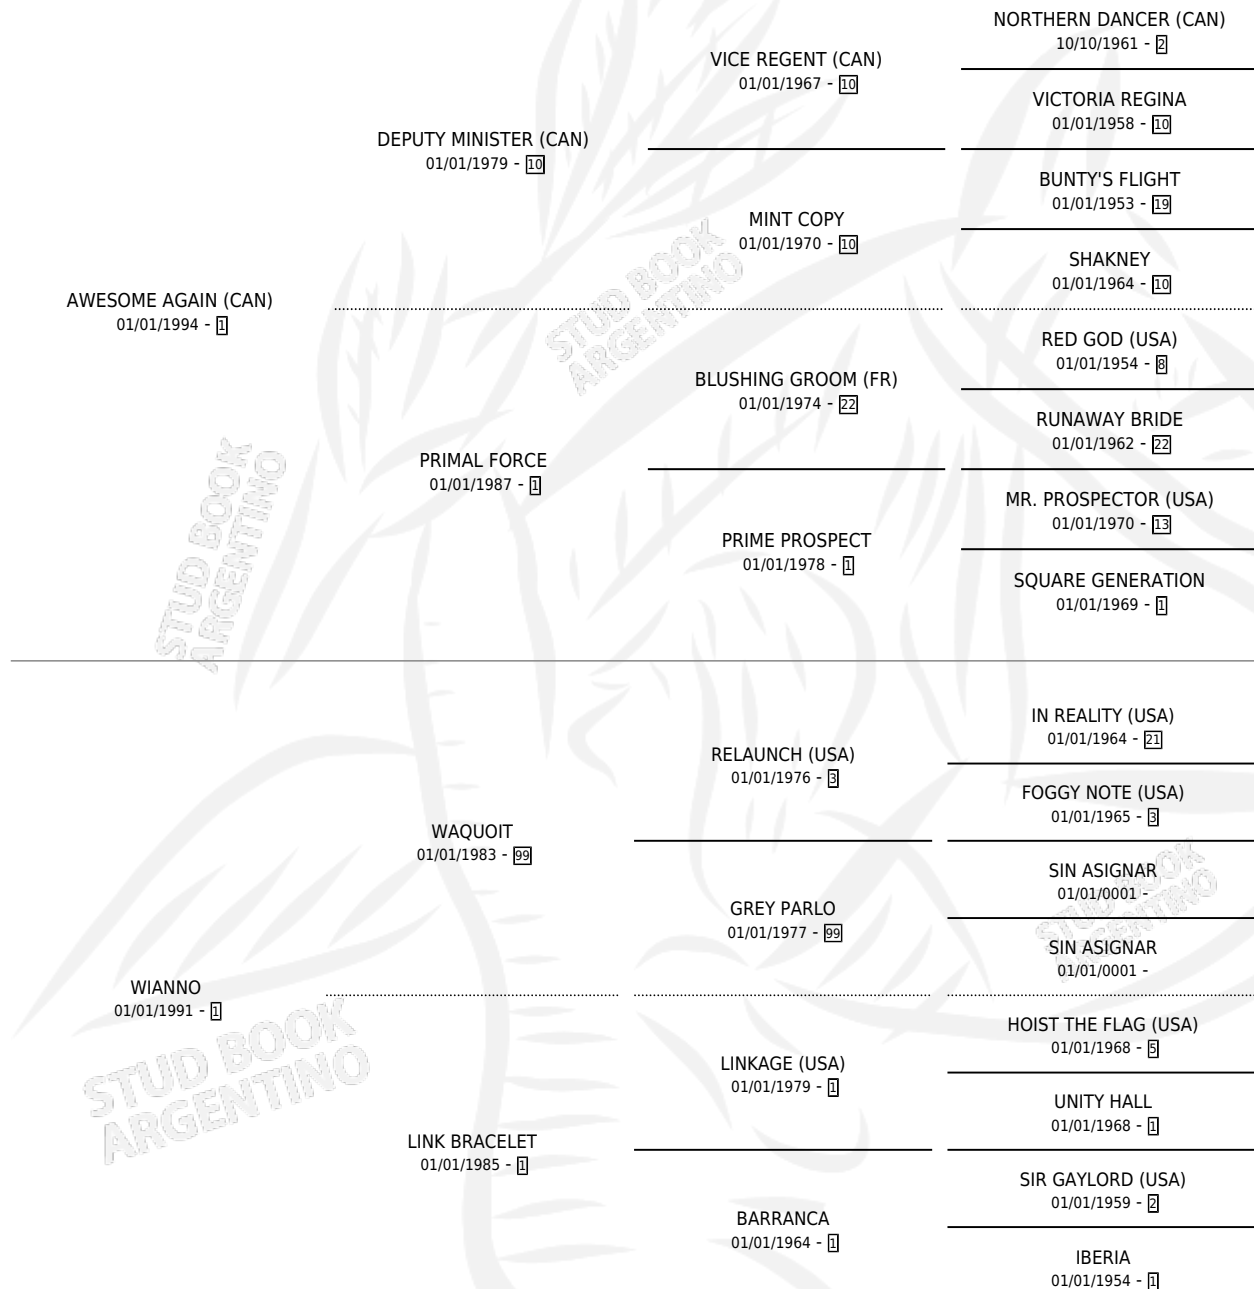 NORTHERN DANCER (CAN)
10/10/1961 - 2
VICE REGENT (CAN)
01/01/1967 - 10
VICTORIA REGINA
01/01/1958 - 10
DEPUTY MINISTER (CAN)
01/01/1979 - 10
BUNTY'S FLIGHT
01/01/1953 - 19
MINT COPY
01/01/1970 - 10
SHAKNEY
01/01/1964 - 10
AWESOME AGAIN (CAN)
01/01/1994 - 1
RED GOD (USA)
01/01/1954 - 8
BLUSHING GROOM (FR)
01/01/1974 - 22
RUNAWAY BRIDE
01/01/1962 - 22
PRIMAL FORCE
01/01/1987 - 1
MR. PROSPECTOR (USA)
01/01/1970 - 13
PRIME PROSPECT
01/01/1978 - 1
SQUARE GENERATION
01/01/1969 - 1
IN REALITY (USA)
01/01/1964 - 21
RELAUNCH (USA)
01/01/1976 - 3
FOGGY NOTE (USA)
01/01/1965 - 3
WAQUOIT
01/01/1983 - 99
SIN ASIGNAR
01/01/0001 -
GREY PARLO
01/01/1977 - 99
SIN ASIGNAR
01/01/0001 -
WIANNO
01/01/1991 - 1
HOIST THE FLAG (USA)
01/01/1968 - 5
LINKAGE (USA)
01/01/1979 - 1
UNITY HALL
01/01/1968 - 1
LINK BRACELET
01/01/1985 - 1
SIR GAYLORD (USA)
01/01/1959 - 2
BARRANCA
01/01/1964 - 1
IBERIA
01/01/1954 - 1
STUD BOOK
ARGENTINO
STUD BOOK
ARGENTINO
STUD BOOK
ARGENTINO
STUD BOOK
ARGENTINO